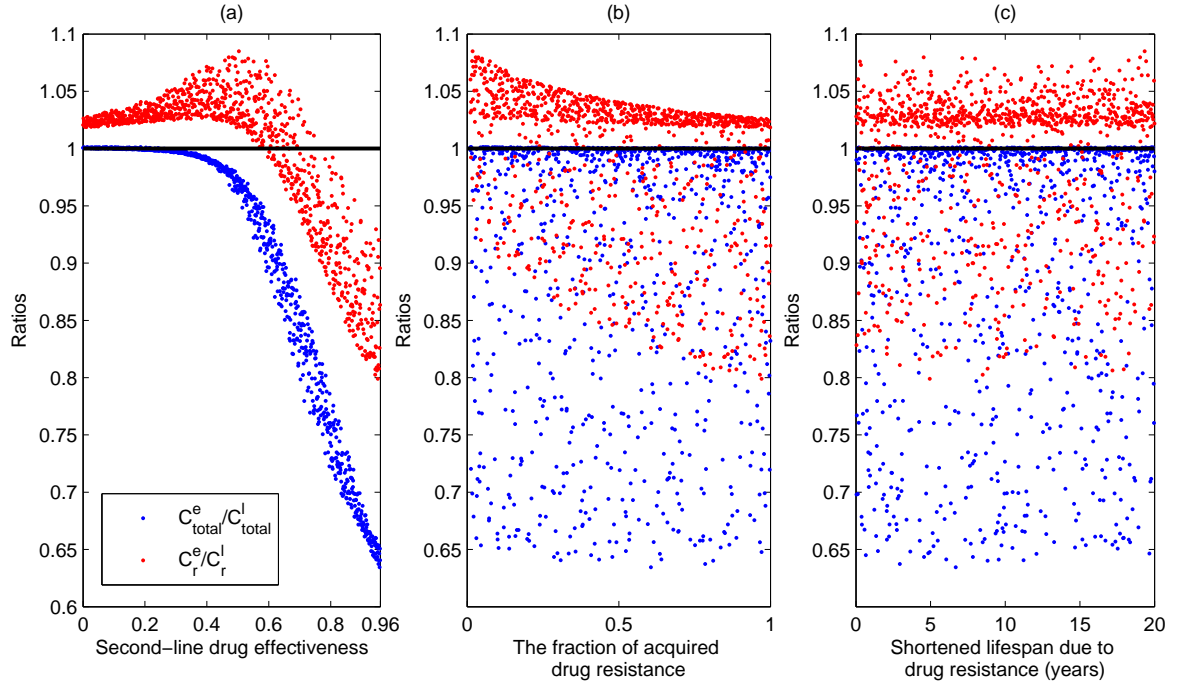 (a)
(b)
(c)
1.1
1.05
1
0.95
0.9
0.85
0.8
0.75
0.7
0.65
0.6
Ratios
0 0.2 0.4 0.6 0.8 0.96
Second−line drug effectiveness
C^e_total/C^l_total
C^e_r/C^l_r
1.1
1.05
1
0.95
0.9
0.85
0.8
0.75
0.7
0.65
Ratios
0 0.5 1
The fraction of acquired
drug resistance
1.1
1.05
1
0.95
0.9
0.85
0.8
0.75
0.7
0.65
Ratios
0 5 10 15 20
Shortened lifespan due to
drug resistance (years)